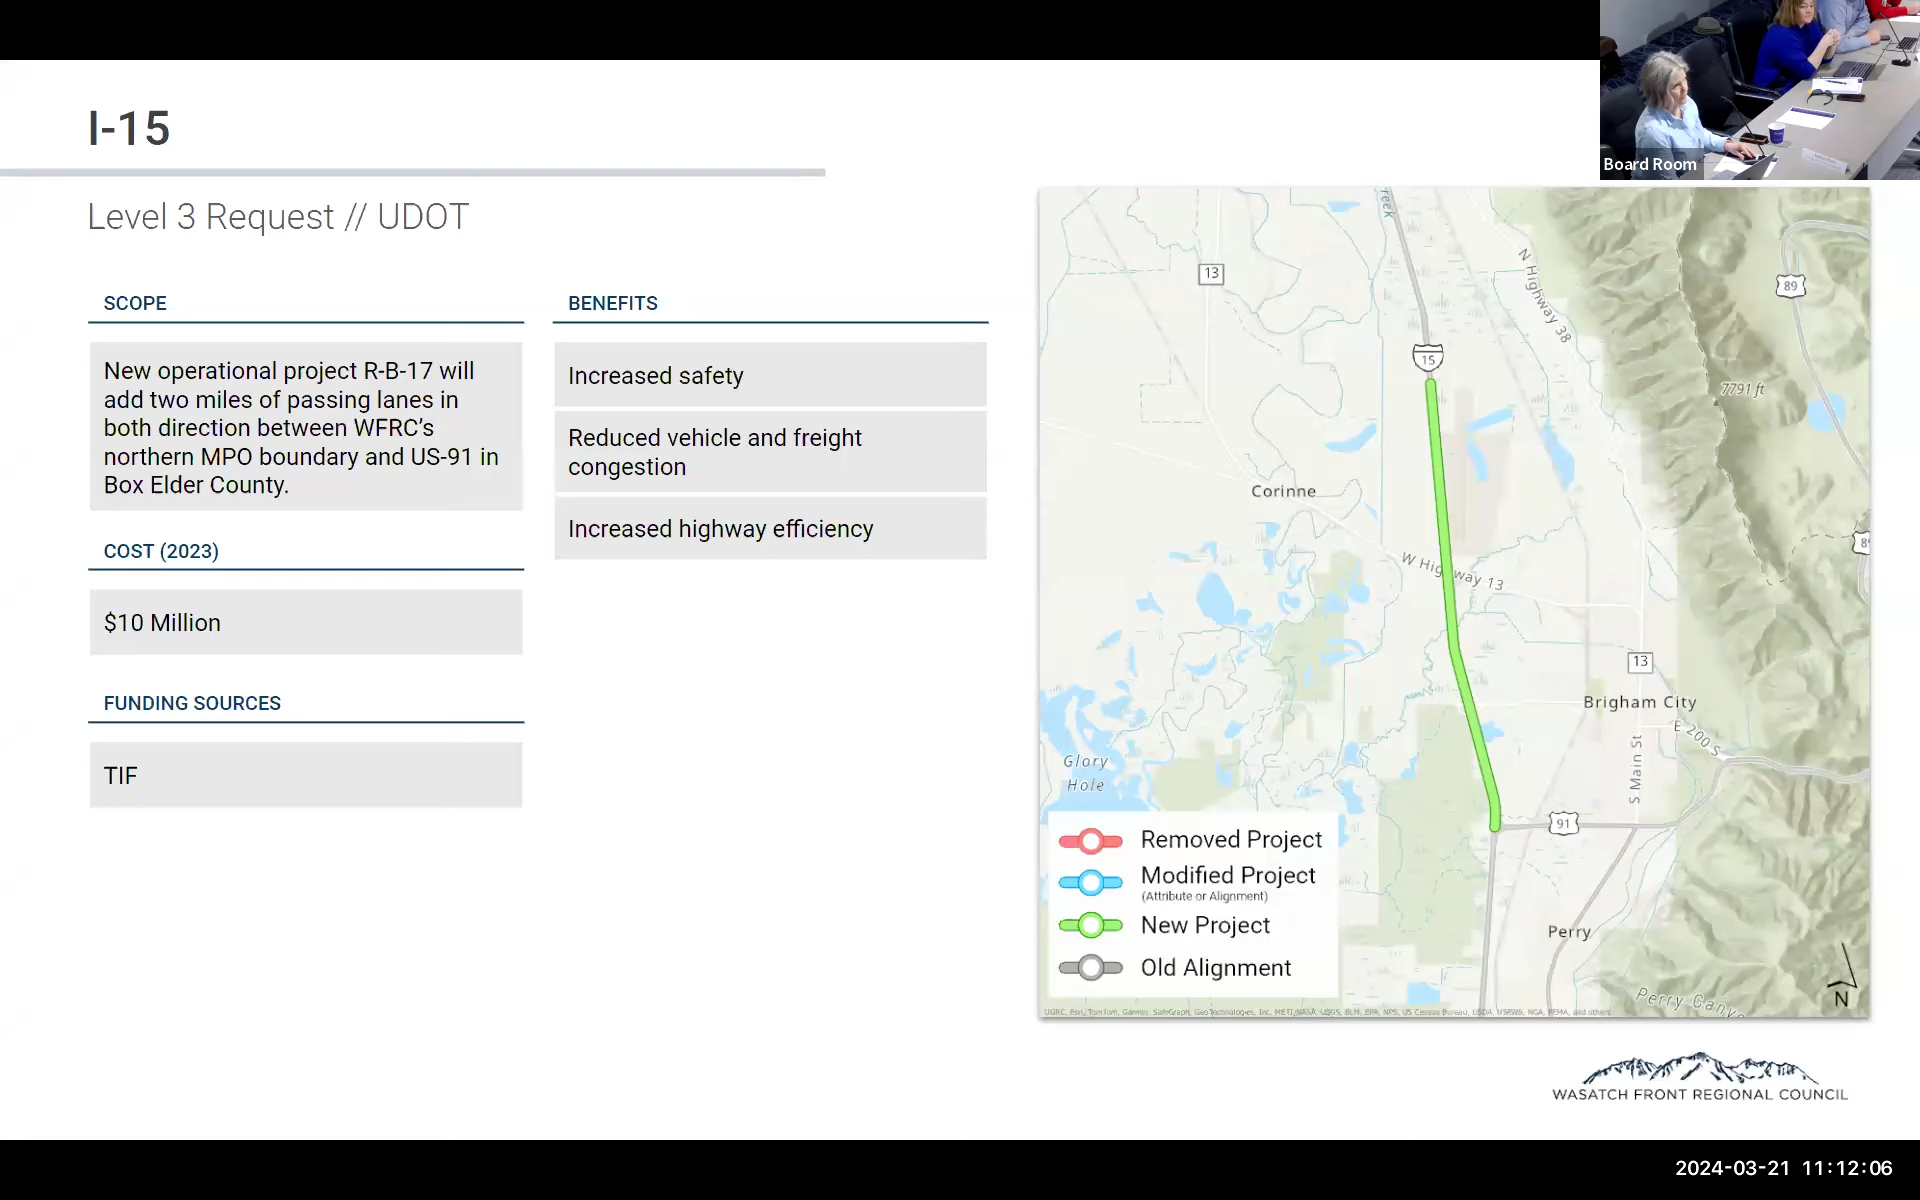 I-15
Level 3 Request // UDOT
SCOPE
New operational project R-B-17 will
add two miles of passing lanes in
both direction between WFRC’s
northern MPO boundary and US-91 in
Box Elder County.
COST (2023)
$10 Million
FUNDING SOURCES
TIF
BENEFITS
Increased safety
Reduced vehicle and freight
congestion
Increased highway efficiency
Board Room
13
N Highway 38
89
15
7791 ft
Corinne
W Highway 13
13
Brigham City
E 200 S
S Main St
Glory
Hole
91
Perry
Removed Project
Modified Project
(Attribute or Alignment)
New Project
Old Alignment
N
WASATCH FRONT REGIONAL COUNCIL
2024-03-21 11:12:06